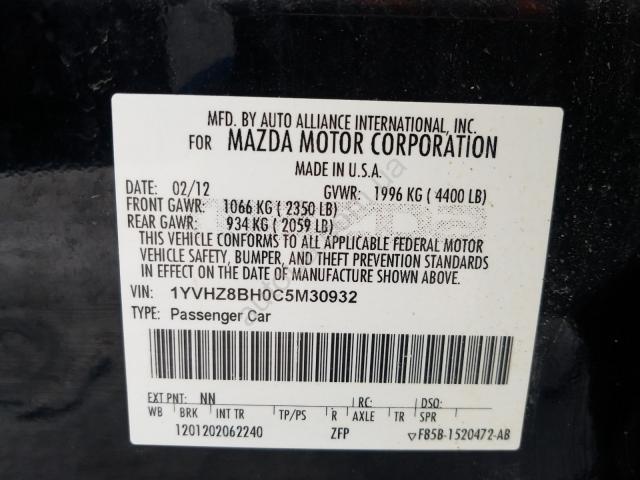 MFD. BY AUTO ALLIANCE INTERNATIONAL, INC.
FOR MAZDA MOTOR CORPORATION
MADE IN U.S.A.
DATE: 02/12 GVWR: 1996 KG ( 4400 LB)
FRONT GAWR: 1066 KG ( 2350 LB)
REAR GAWR: 934 KG ( 2059 LB)
THIS VEHICLE CONFORMS TO ALL APPLICABLE FEDERAL MOTOR
VEHICLE SAFETY, BUMPER, AND THEFT PREVENTION STANDARDS
IN EFFECT ON THE DATE OF MANUFACTURE SHOWN ABOVE.
VIN: 1YVHZ8BH0C5M30932
TYPE: Passenger Car
EXT PNT: NN RC: DSO:
WB BRK INT TR TP/PS R AXLE TR SPR
1201202062240 ZFP ▽F85B-1520472-AB